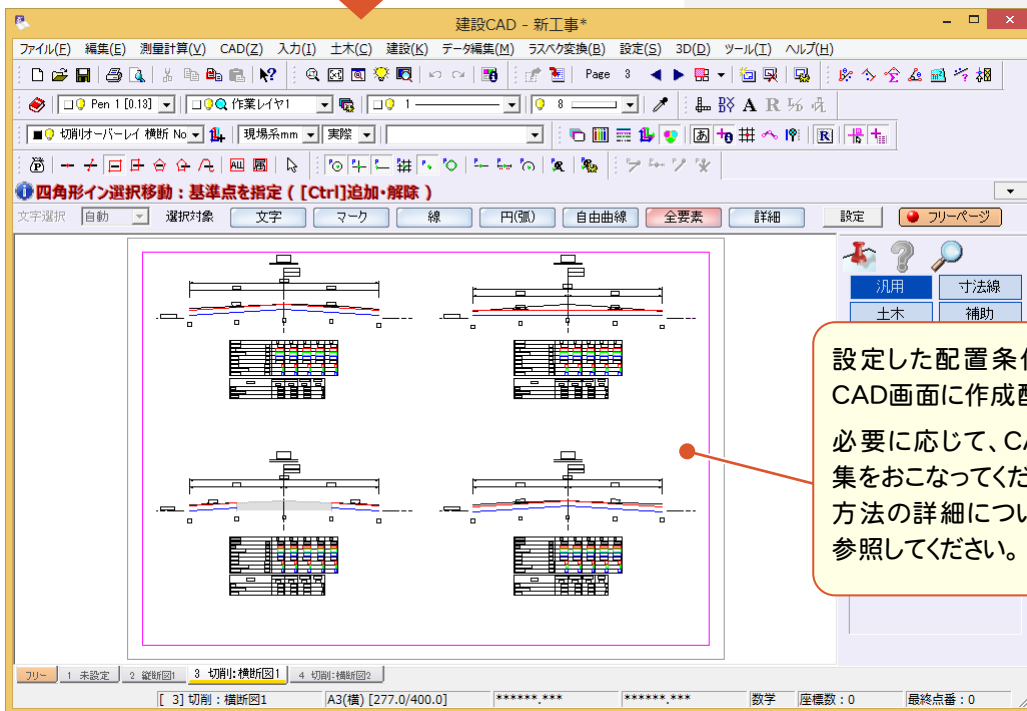 建設CAD - 新工事*
ファイル(F) 編集(E) 測量計算(V) CAD(Z) 入力(I) 土木(C) 建設(K) データ編集(M) ラスベク変換(B) 設定(S) 3D(D) ツール(T) ヘルプ(H)
Page 3
Pen 1 [0.13] 作業レイヤ1 1 8
切削オーバーレイ 横断 No 現場系mm 実際
四角形イン選択移動：基準点を指定 ( [Ctrl]追加・解除 )
文字選択 自動 選択対象 文字 マーク 線 円(弧) 自由曲線 全要素 詳細 設定 フリーページ
汎用 寸法線
土木 補助
設定した配置条件
CAD画面に作成配
必要に応じて、CA
集をおこなってくだ
方法の詳細につい
参照してください。
フリー 1 未設定 2 縦断図1 3 切削:横断図1 4 切削:横断図2
[ 3] 切削：横断図1 A3(横) [277.0/400.0] ******.*** ******.*** 数学 座標数：0 最終点番：0